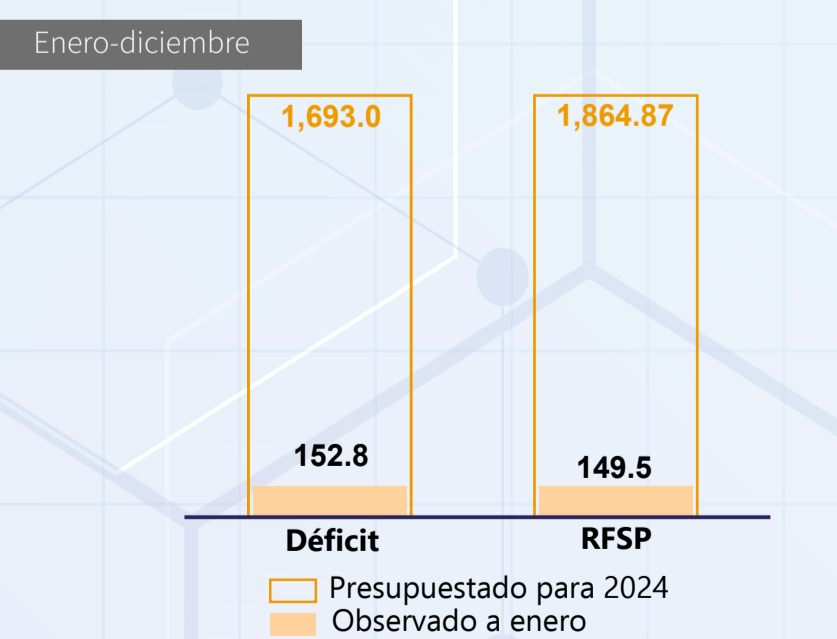 Enero-diciembre
1,693.0
1,864.87
152.8
149.5
Déficit
RFSP
Presupuestado para 2024
Observado a enero